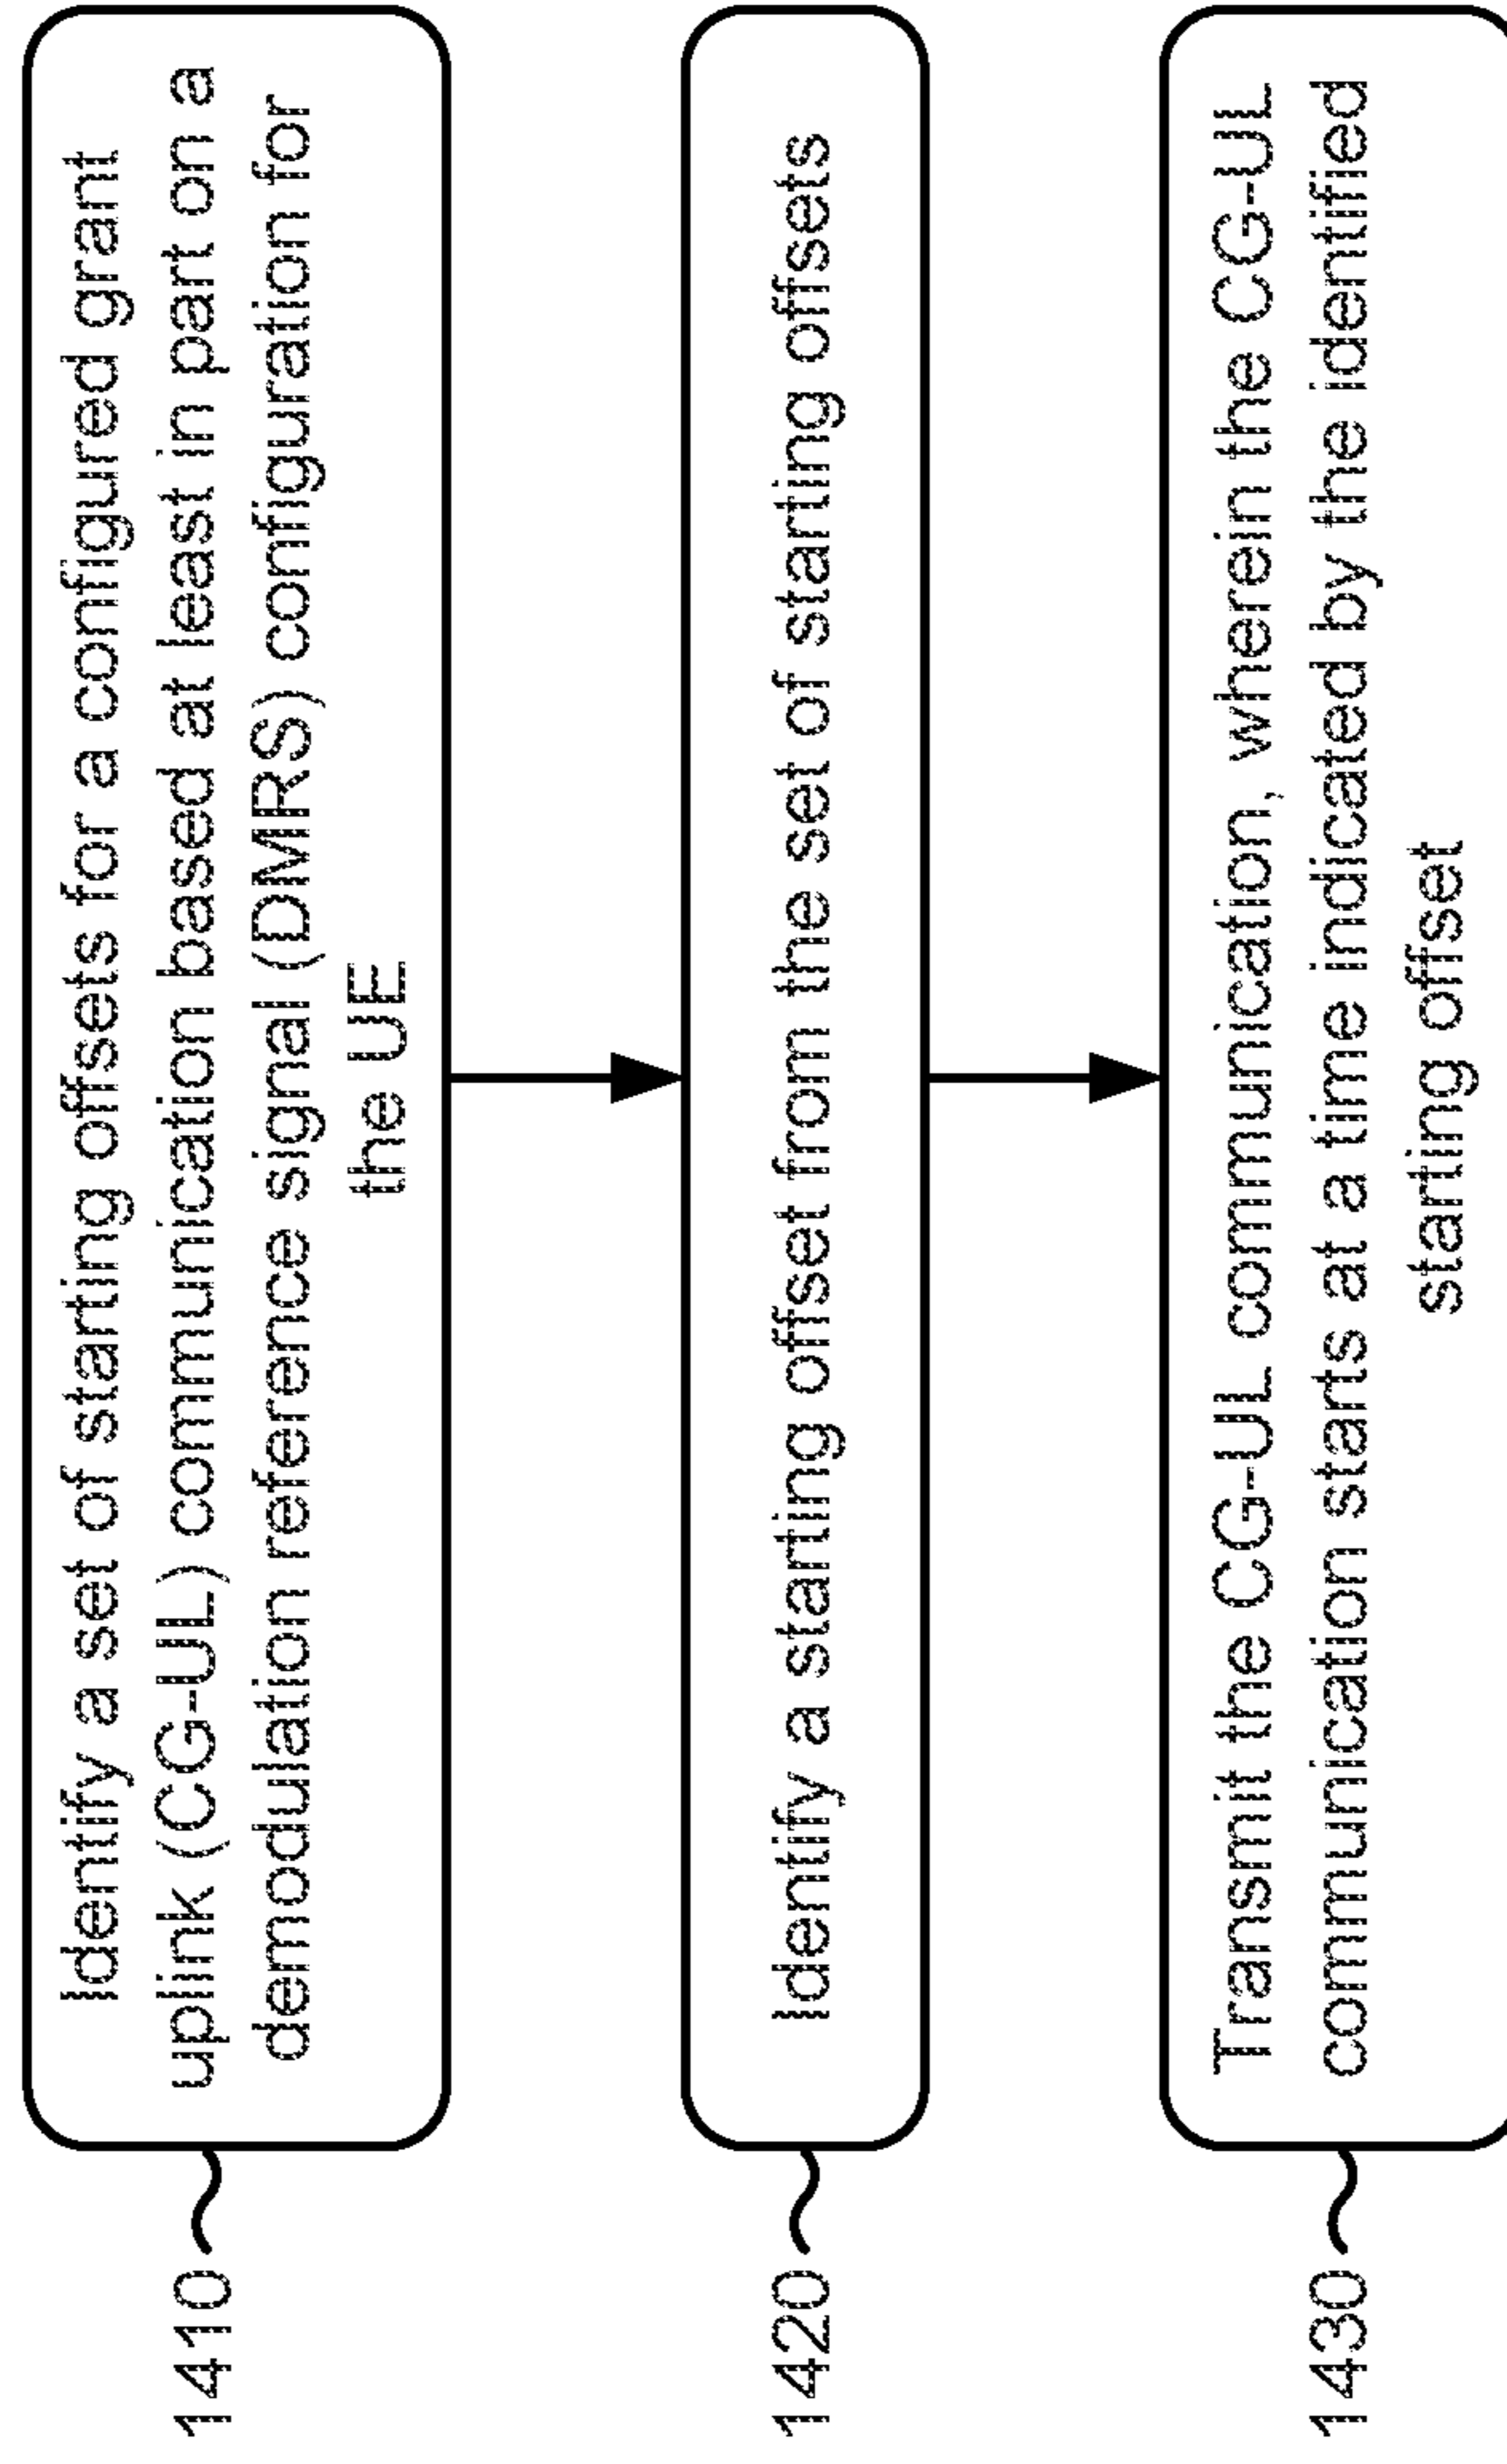 1410
Identify a set of starting offsets for a configured grant
uplink (CG-UL) communication based at least in part on a
demodulation reference signal (DMRS) configuration for
the UE
1420
Identify a starting offset from the set of starting offsets
1430
Transmit the CG-UL communication, wherein the CG-UL
communication starts at a time indicated by the identified
starting offset